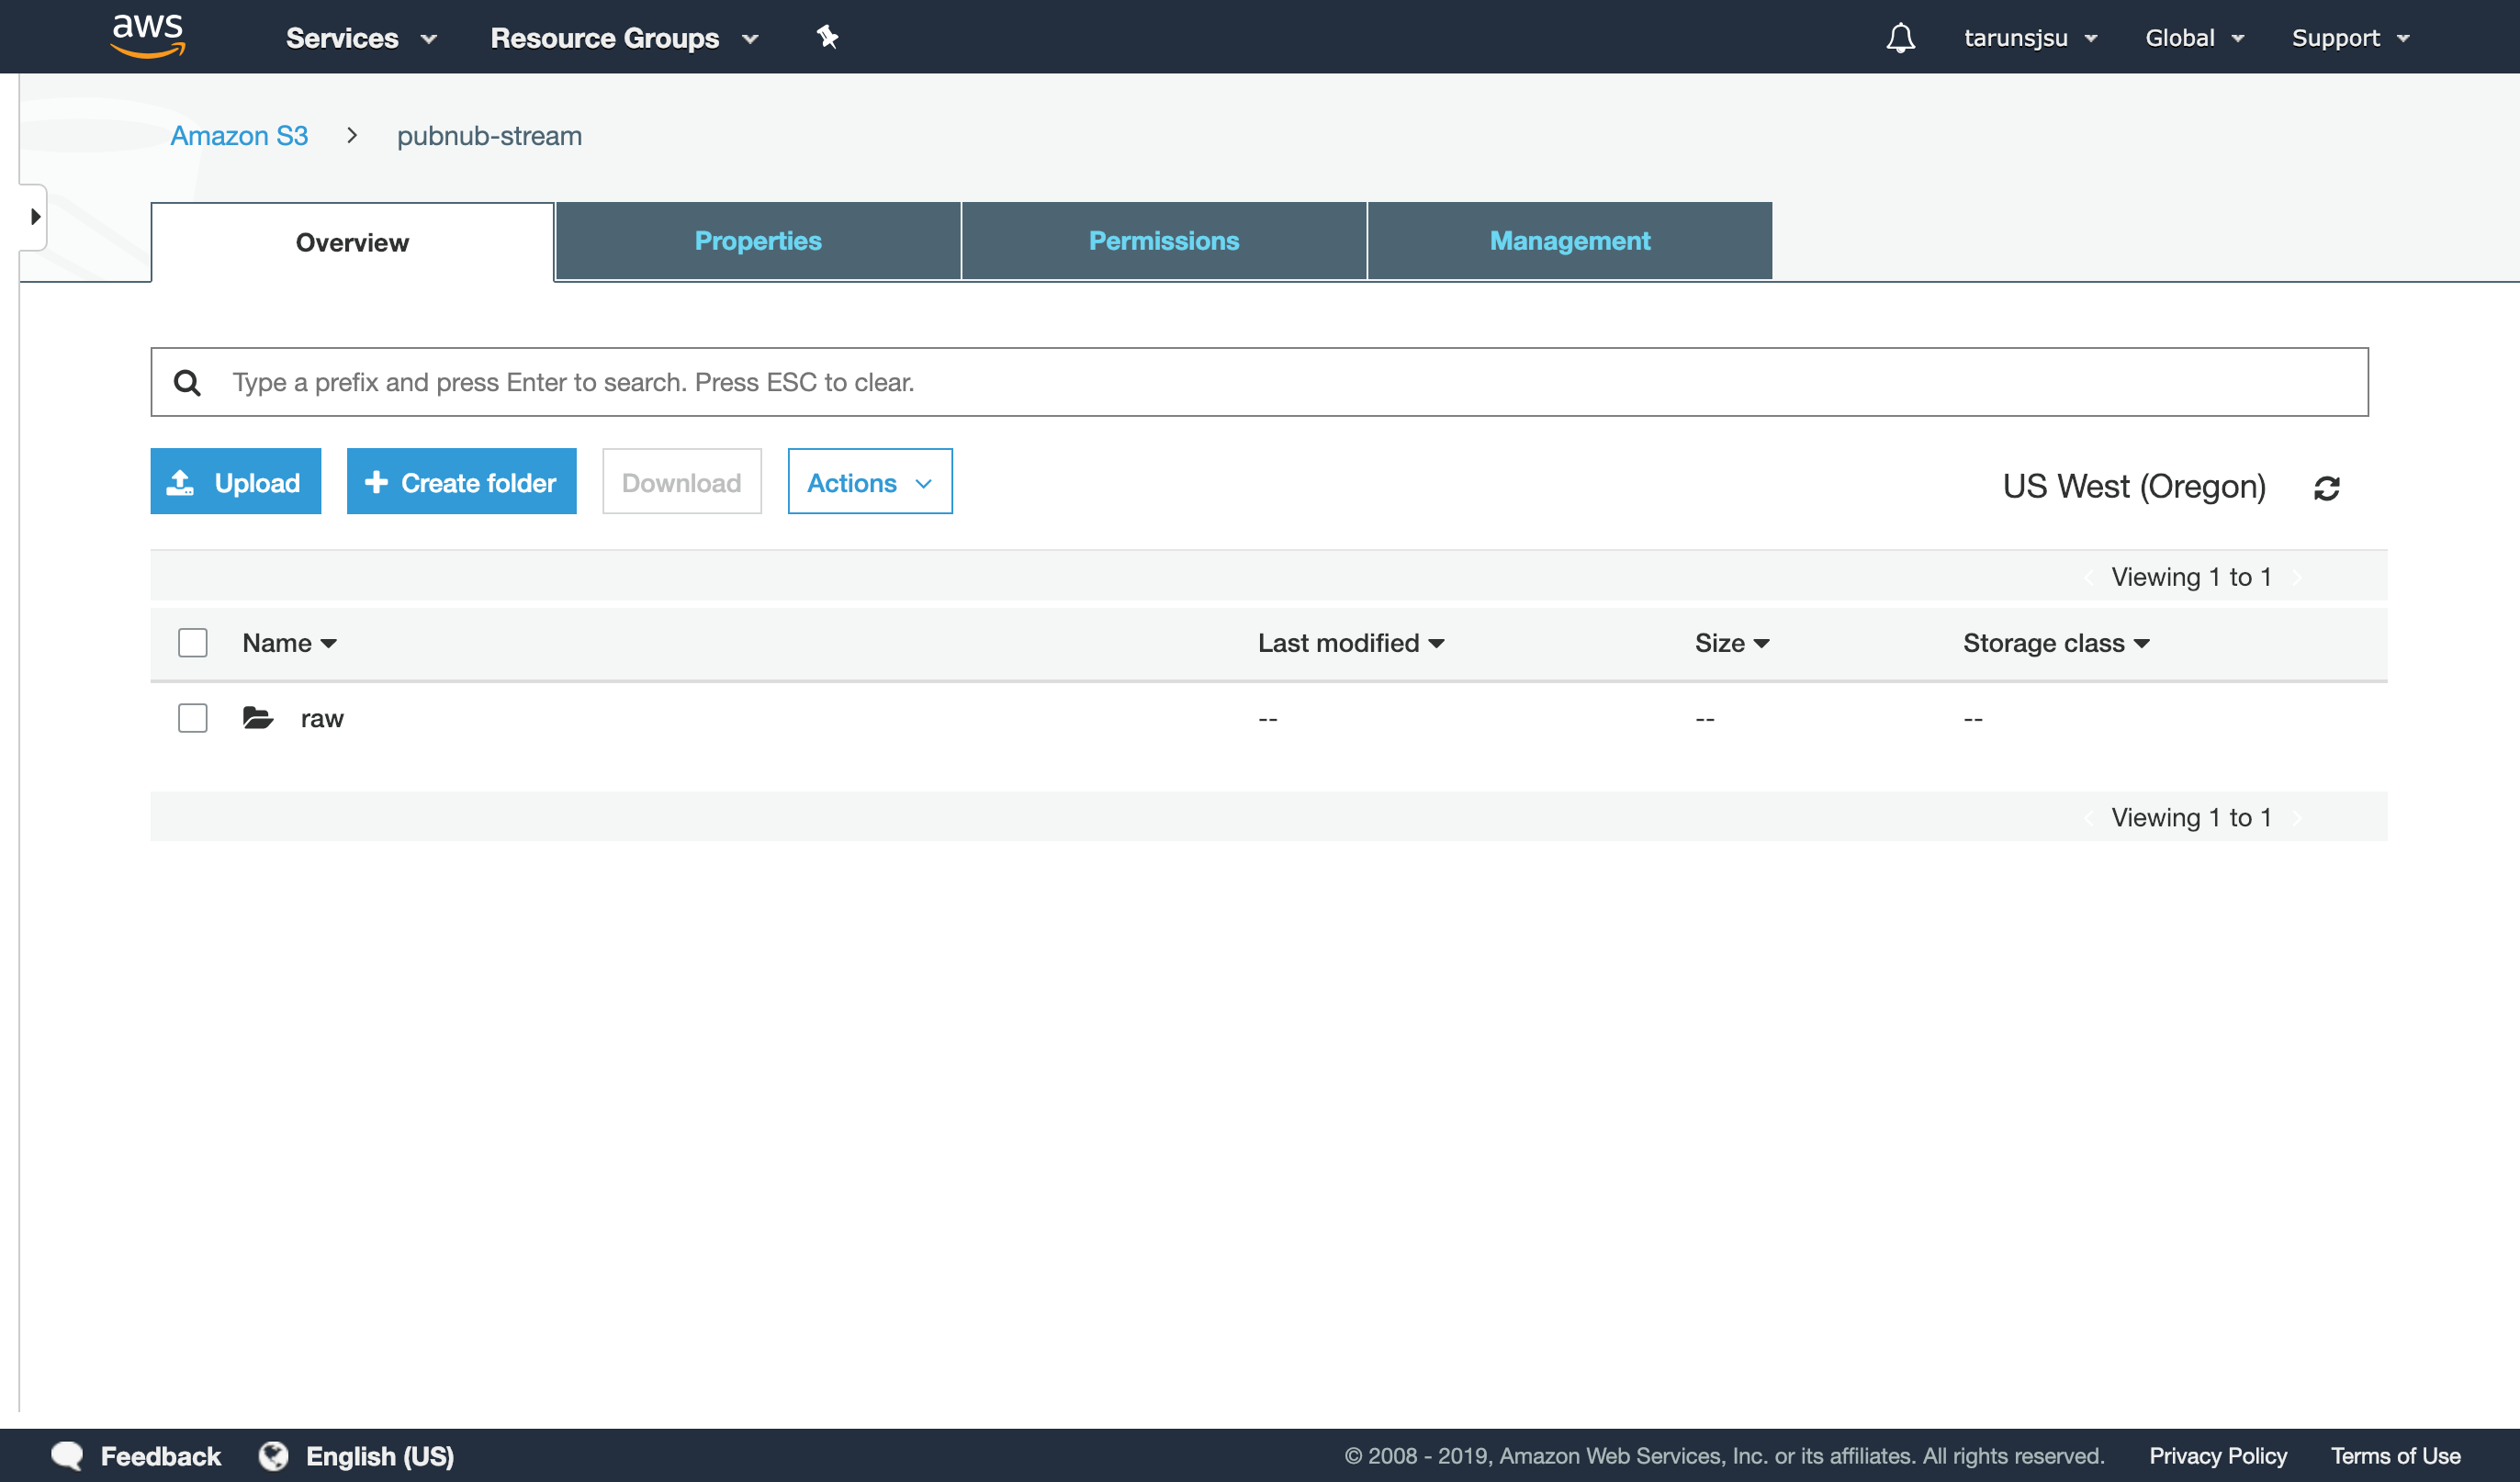 aws Services Resource Groups tarunsjsu Global Support
Amazon S3 > pubnub-stream
Overview Properties Permissions Management
Type a prefix and press Enter to search. Press ESC to clear.
Upload Create folder Download Actions US West (Oregon)
Viewing 1 to 1
Name Last modified Size Storage class
raw -- -- --
Viewing 1 to 1
Feedback English (US) © 2008 - 2019, Amazon Web Services, Inc. or its affiliates. All rights reserved. Privacy Policy Terms of Use